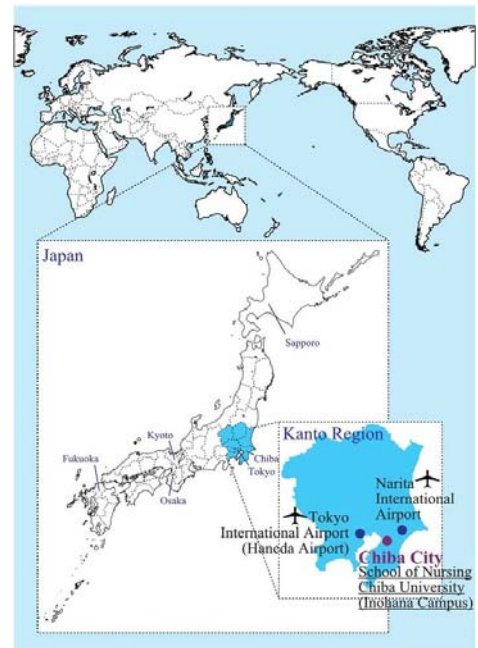 Japan
Sapporo
Kyoto
Fukuoka
Osaka
Chiba
Tokyo
Kanto Region
Narita
International
Airport
Tokyo
International Airport
(Haneda Airport)
Chiba City
School of Nursing
Chiba University
(Inohana Campus)